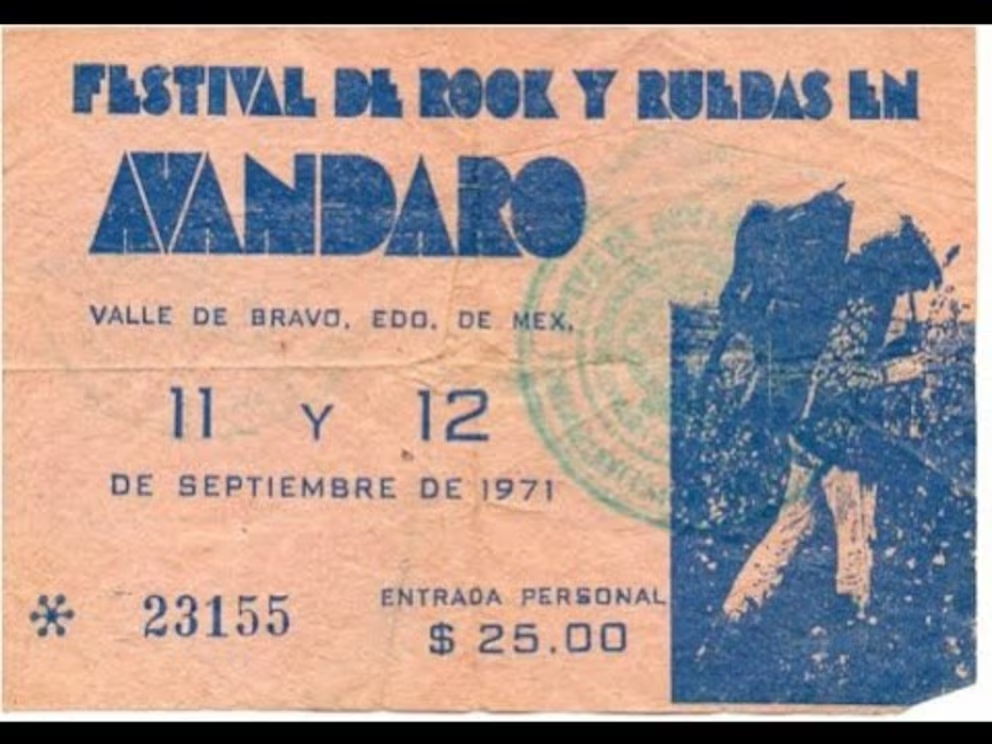 FESTIVAL DE ROCK Y RUEDAS EN
AVANDARO
VALLE DE BRAVO, EDO. DE MEX.
11 Y 12
DE SEPTIEMBRE DE 1971
* 23155
ENTRADA PERSONAL
$ 25.00